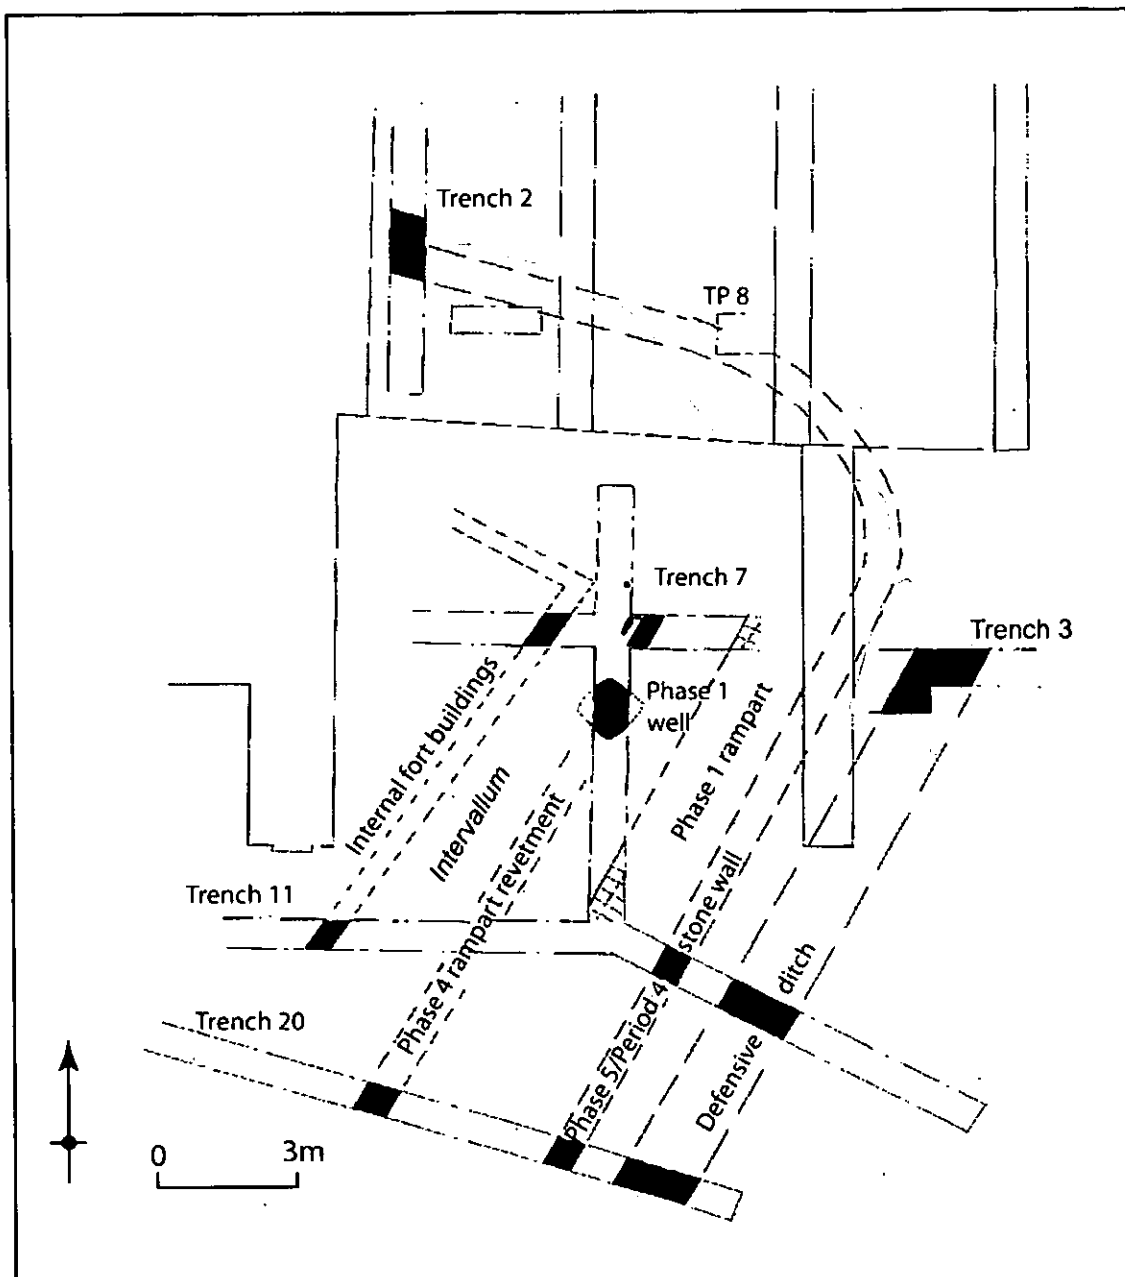 Trench 2
TP 8
Trench 7
Trench 3
Phase 1
well
Internal fort buildings
Intervallum
Phase 1 rampart
Phase 4 rampart revetment
stone wall
Trench 11
ditch
Trench 20
Phase 5/Period 4
Defensive
0 3m